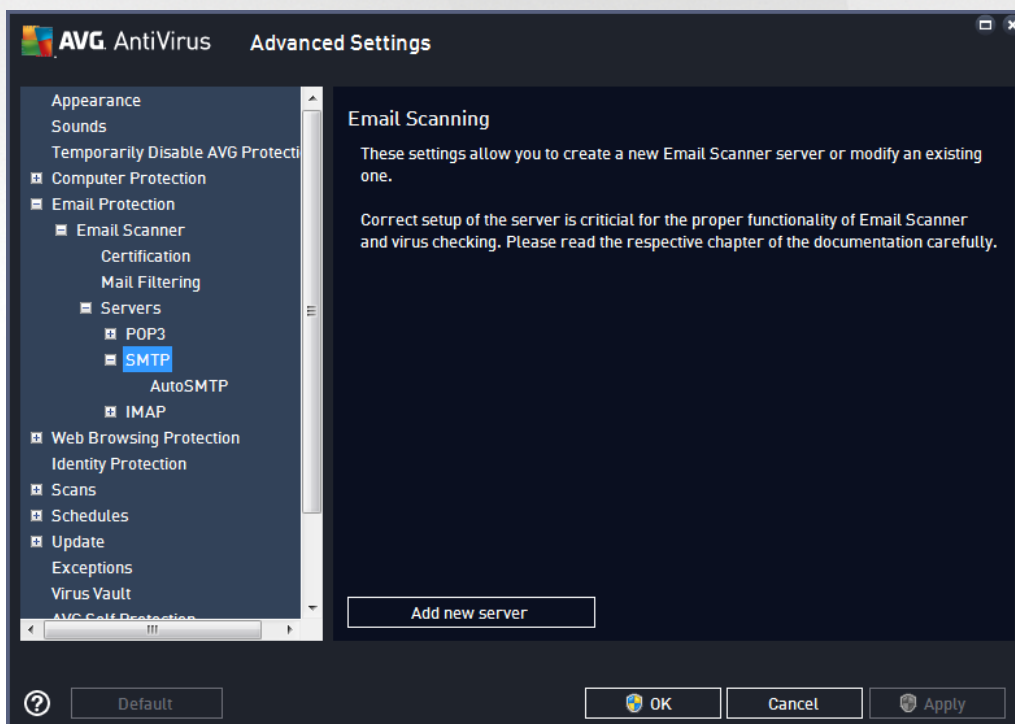 AVG. AntiVirus Advanced Settings
Appearance
Sounds
Temporarily Disable AVG Protecti
Computer Protection
Email Protection
Email Scanner
Certification
Mail Filtering
Servers
POP3
SMTP
AutoSMTP
IMAP
Web Browsing Protection
Identity Protection
Scans
Schedules
Update
Exceptions
Virus Vault
AVG Self Protection
Email Scanning
These settings allow you to create a new Email Scanner server or modify an existing
one.
Correct setup of the server is criticial for the proper functionality of Email Scanner
and virus checking. Please read the respective chapter of the documentation carefully.
Add new server
Default
OK
Cancel
Apply